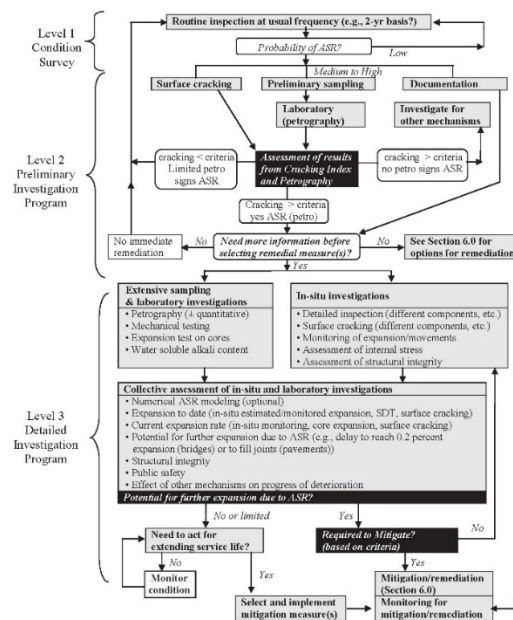 Level 1
Condition
Survey
Routine inspection at usual frequency (e.g., 2-yr basis?)
Probability of ASR?
Low
Medium to High
Level 2
Preliminary
Investigation
Program
Surface cracking
Preliminary sampling
Documentation
Laboratory
(petrography)
Investigate for
other mechanisms
cracking < criteria
Limited petro
signs ASR
Assessment of results
from Cracking Index
and Petrography
cracking > criteria
no petro signs ASR
Cracking > criteria
yes ASR (petro)
No immediate
remediation
No
Need more information before
selecting remedial measure(s)?
No
See Section 6.0 for
options for remediation
Yes
Level 3
Detailed
Investigation
Program
Extensive sampling
& laboratory investigations
• Petrography (± quantitative)
• Mechanical testing
• Expansion test on cores
• Water soluble alkali content
In-situ investigations
• Detailed inspection (different components, etc.)
• Surface cracking (different components, etc.)
• Monitoring of expansion/movements
• Assessment of internal stress
• Assessment of structural integrity
Collective assessment of in-situ and laboratory investigations
• Numerical ASR modeling (optional)
• Expansion to date (in-situ estimated/monitored expansion, SDT, surface cracking)
• Current expansion rate (in-situ monitoring, core expansion, surface cracking)
• Potential for further expansion due to ASR (e.g., delay to reach 0.2 percent
expansion (bridges) or to fill joints (pavements))
• Structural integrity
• Public safety
• Effect of other mechanisms on progress of deterioration
Potential for further expansion due to ASR?
No or limited
Yes
No
Need to act for
extending service life?
Required to Mitigate?
(based on criteria)
No
Yes
Yes
Monitor
condition
Mitigation/remediation
(Section 6.0)
Select and implement
mitigation measure(s)
Monitoring for
mitigation/remediation